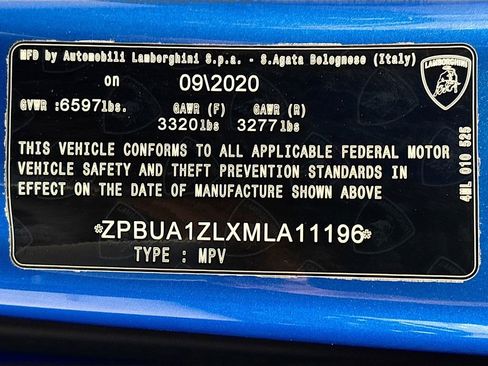 MFD by Automobili Lamborghini S.p.a. - S.Agata Bolognese (Italy)
on 09\2020
GVWR :6597lbs. GAWR (F) GAWR (R)
3320lbs 3277lbs
THIS VEHICLE CONFORMS TO ALL APPLICABLE FEDERAL MOTOR
VEHICLE SAFETY AND THEFT PREVENTION STANDARDS IN
EFFECT ON THE DATE OF MANUFACTURE SHOWN ABOVE
*ZPBUA1ZLXMLA11196*
TYPE : MPV
LAMBORGHINI
4ML 010 525